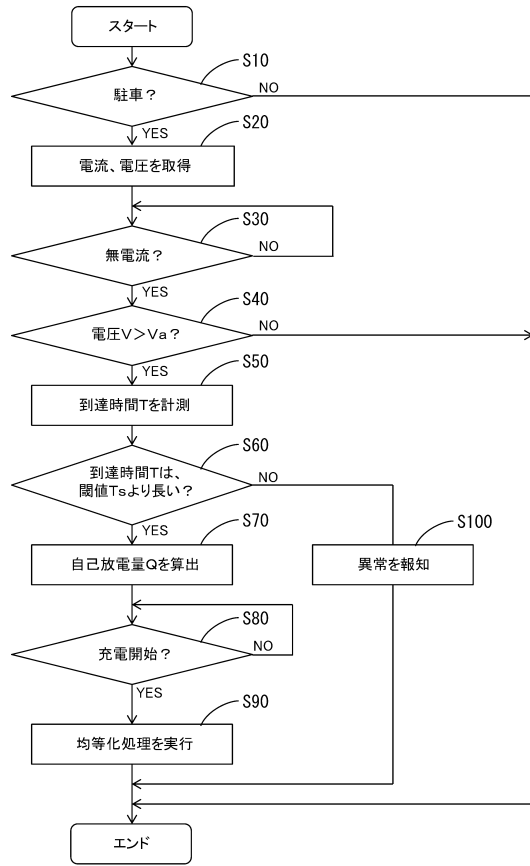 スタート
S10
駐車?
NO
YES
S20
電流、電圧を取得
S30
無電流?
NO
YES
S40
電圧V>Va?
NO
YES
S50
到達時間Tを計測
S60
到達時間Tは、
閾値Tsより長い?
NO
YES
S70
自己放電量Qを算出
S100
異常を報知
S80
充電開始?
NO
YES
S90
均等化処理を実行
エンド